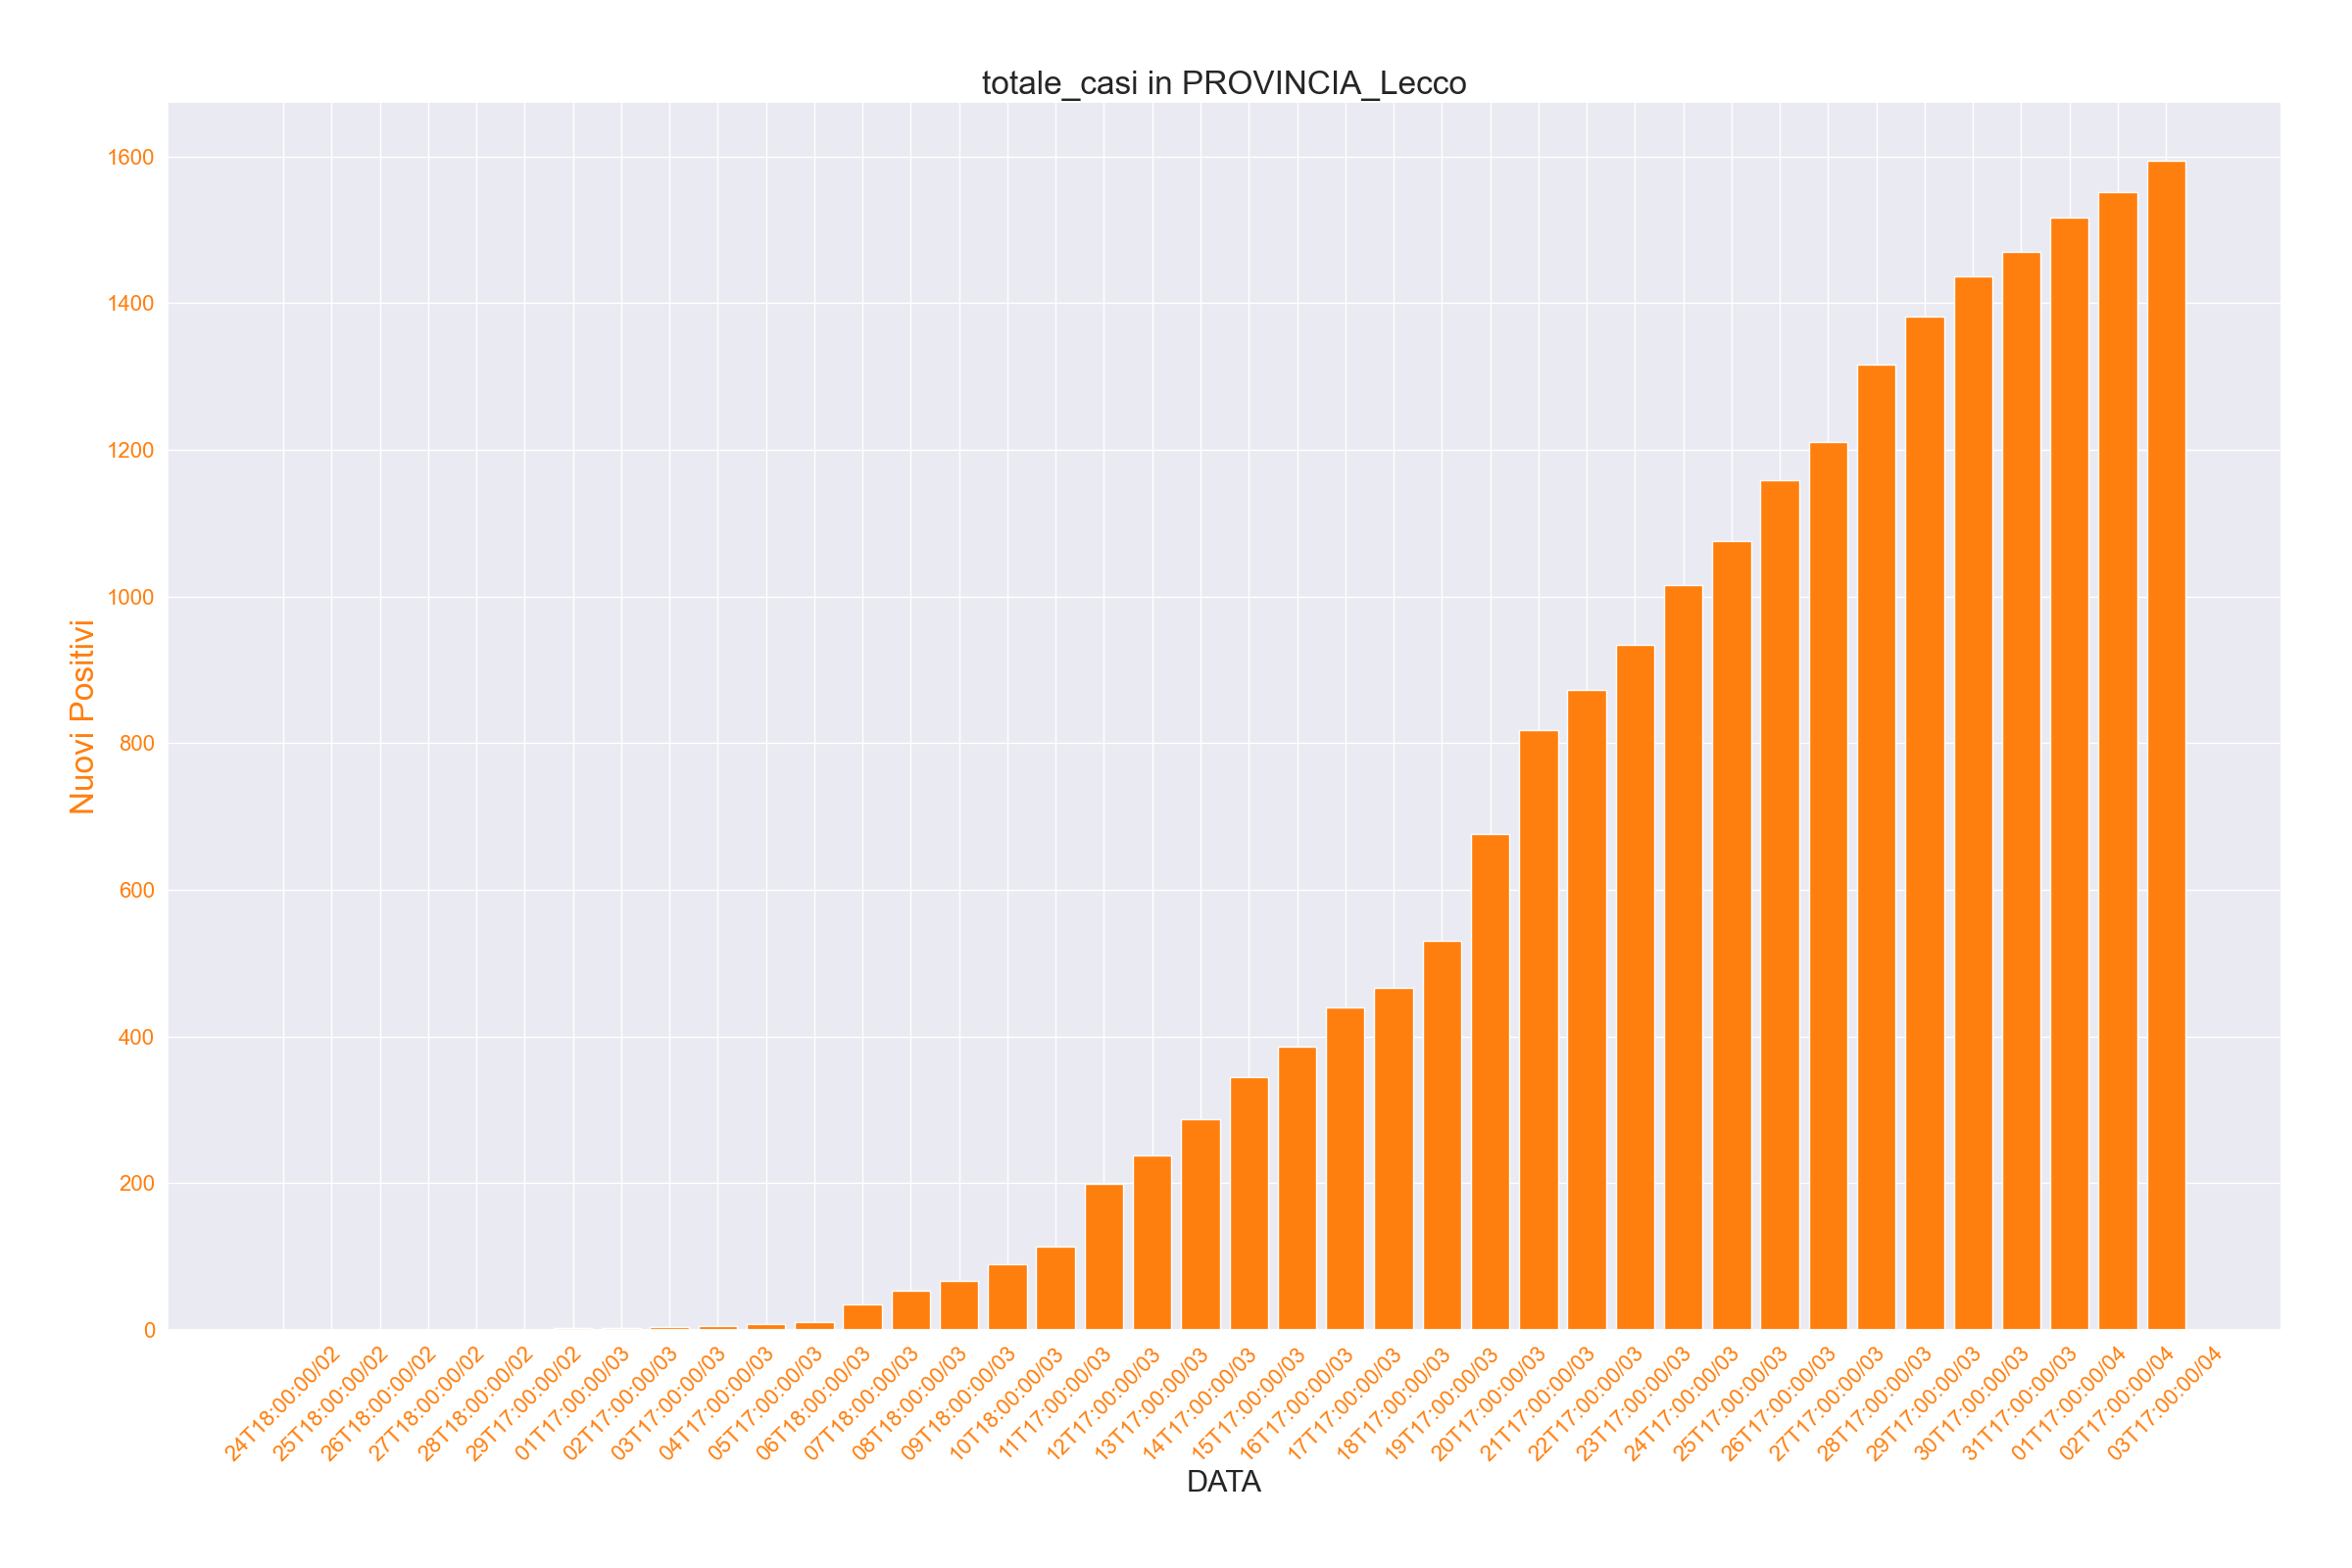 totale_casi in PROVINCIA_Lecco
1600
1400
1200
1000
800
600
400
200
0
Nuovi Positivi
24T18:00:00/02
25T18:00:00/02
26T18:00:00/02
27T18:00:00/02
28T18:00:00/02
29T17:00:00/02
01T17:00:00/03
02T17:00:00/03
03T17:00:00/03
04T17:00:00/03
05T17:00:00/03
06T18:00:00/03
07T18:00:00/03
08T18:00:00/03
09T18:00:00/03
10T18:00:00/03
11T17:00:00/03
12T17:00:00/03
13T17:00:00/03
14T17:00:00/03
15T17:00:00/03
16T17:00:00/03
17T17:00:00/03
18T17:00:00/03
19T17:00:00/03
20T17:00:00/03
21T17:00:00/03
22T17:00:00/03
23T17:00:00/03
24T17:00:00/03
25T17:00:00/03
26T17:00:00/03
27T17:00:00/03
28T17:00:00/03
29T17:00:00/03
30T17:00:00/03
31T17:00:00/03
01T17:00:00/04
02T17:00:00/04
03T17:00:00/04
DATA